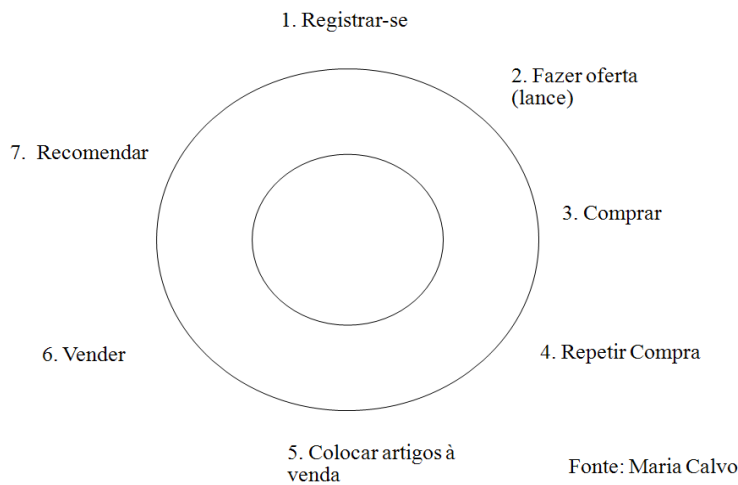 1. Registrar-se
2. Fazer oferta
(lance)
3. Comprar
4. Repetir Compra
5. Colocar artigos à
venda
6. Vender
7. Recomendar
Fonte: Maria Calvo